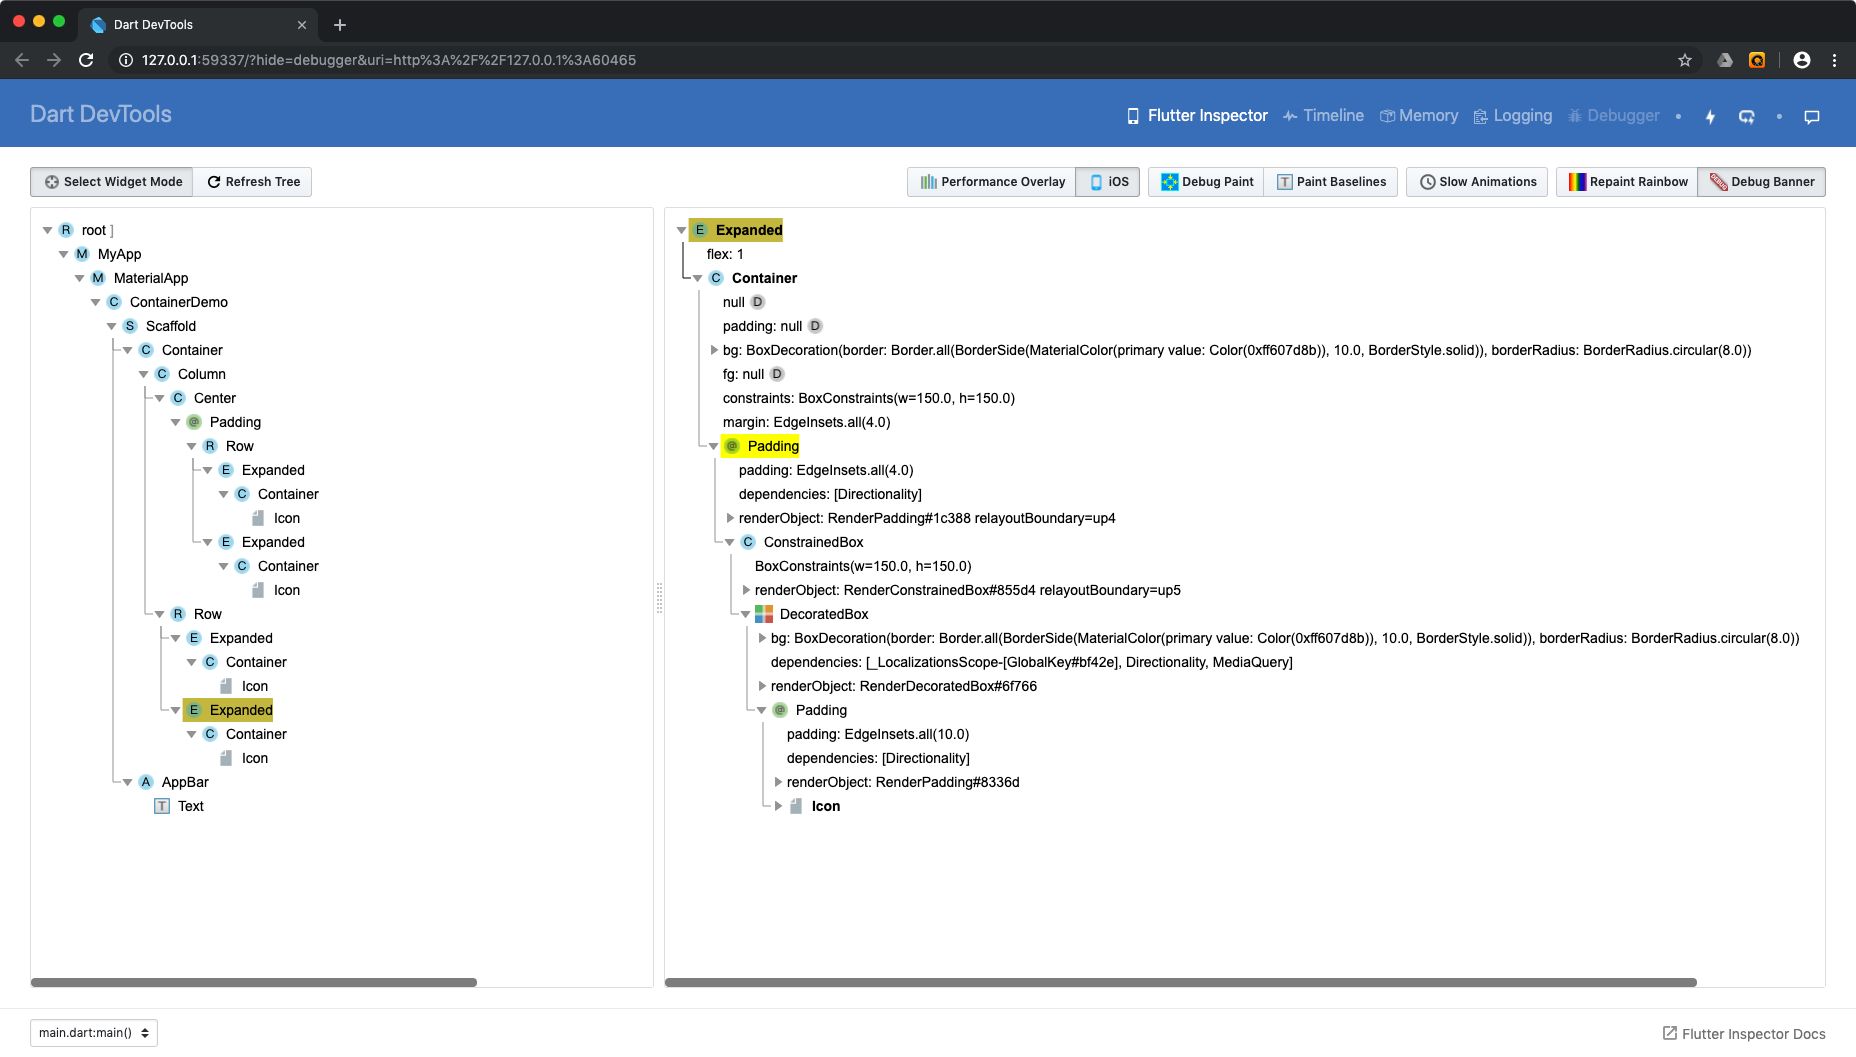 Dart DevTools
127.0.0.1:59337/?hide=debugger&uri=http%3A%2F%2F127.0.0.1%3A60465
Dart DevTools
Flutter Inspector Timeline Memory Logging Debugger
Select Widget Mode Refresh Tree
Performance Overlay iOS Debug Paint T Paint Baselines Slow Animations Repaint Rainbow Debug Banner
R root ]
M MyApp
M MaterialApp
C ContainerDemo
S Scaffold
C Container
C Column
C Center
@ Padding
R Row
E Expanded
C Container
Icon
E Expanded
C Container
Icon
R Row
E Expanded
C Container
Icon
E Expanded
C Container
Icon
A AppBar
T Text
E Expanded
flex: 1
C Container
null D
padding: null D
bg: BoxDecoration(border: Border.all(BorderSide(MaterialColor(primary value: Color(0xff607d8b)), 10.0, BorderStyle.solid)), borderRadius: BorderRadius.circular(8.0))
fg: null D
constraints: BoxConstraints(w=150.0, h=150.0)
margin: EdgeInsets.all(4.0)
@ Padding
padding: EdgeInsets.all(4.0)
dependencies: [Directionality]
renderObject: RenderPadding#1c388 relayoutBoundary=up4
C ConstrainedBox
BoxConstraints(w=150.0, h=150.0)
renderObject: RenderConstrainedBox#855d4 relayoutBoundary=up5
DecoratedBox
bg: BoxDecoration(border: Border.all(BorderSide(MaterialColor(primary value: Color(0xff607d8b)), 10.0, BorderStyle.solid)), borderRadius: BorderRadius.circular(8.0))
dependencies: [_LocalizationsScope-[GlobalKey#bf42e], Directionality, MediaQuery]
renderObject: RenderDecoratedBox#6f766
@ Padding
padding: EdgeInsets.all(10.0)
dependencies: [Directionality]
renderObject: RenderPadding#8336d
Icon
main.dart:main()
Flutter Inspector Docs